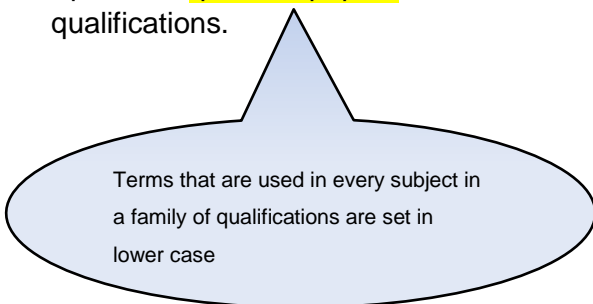 qualifications.
Terms that are used in every subject in
a family of qualifications are set in
lower case